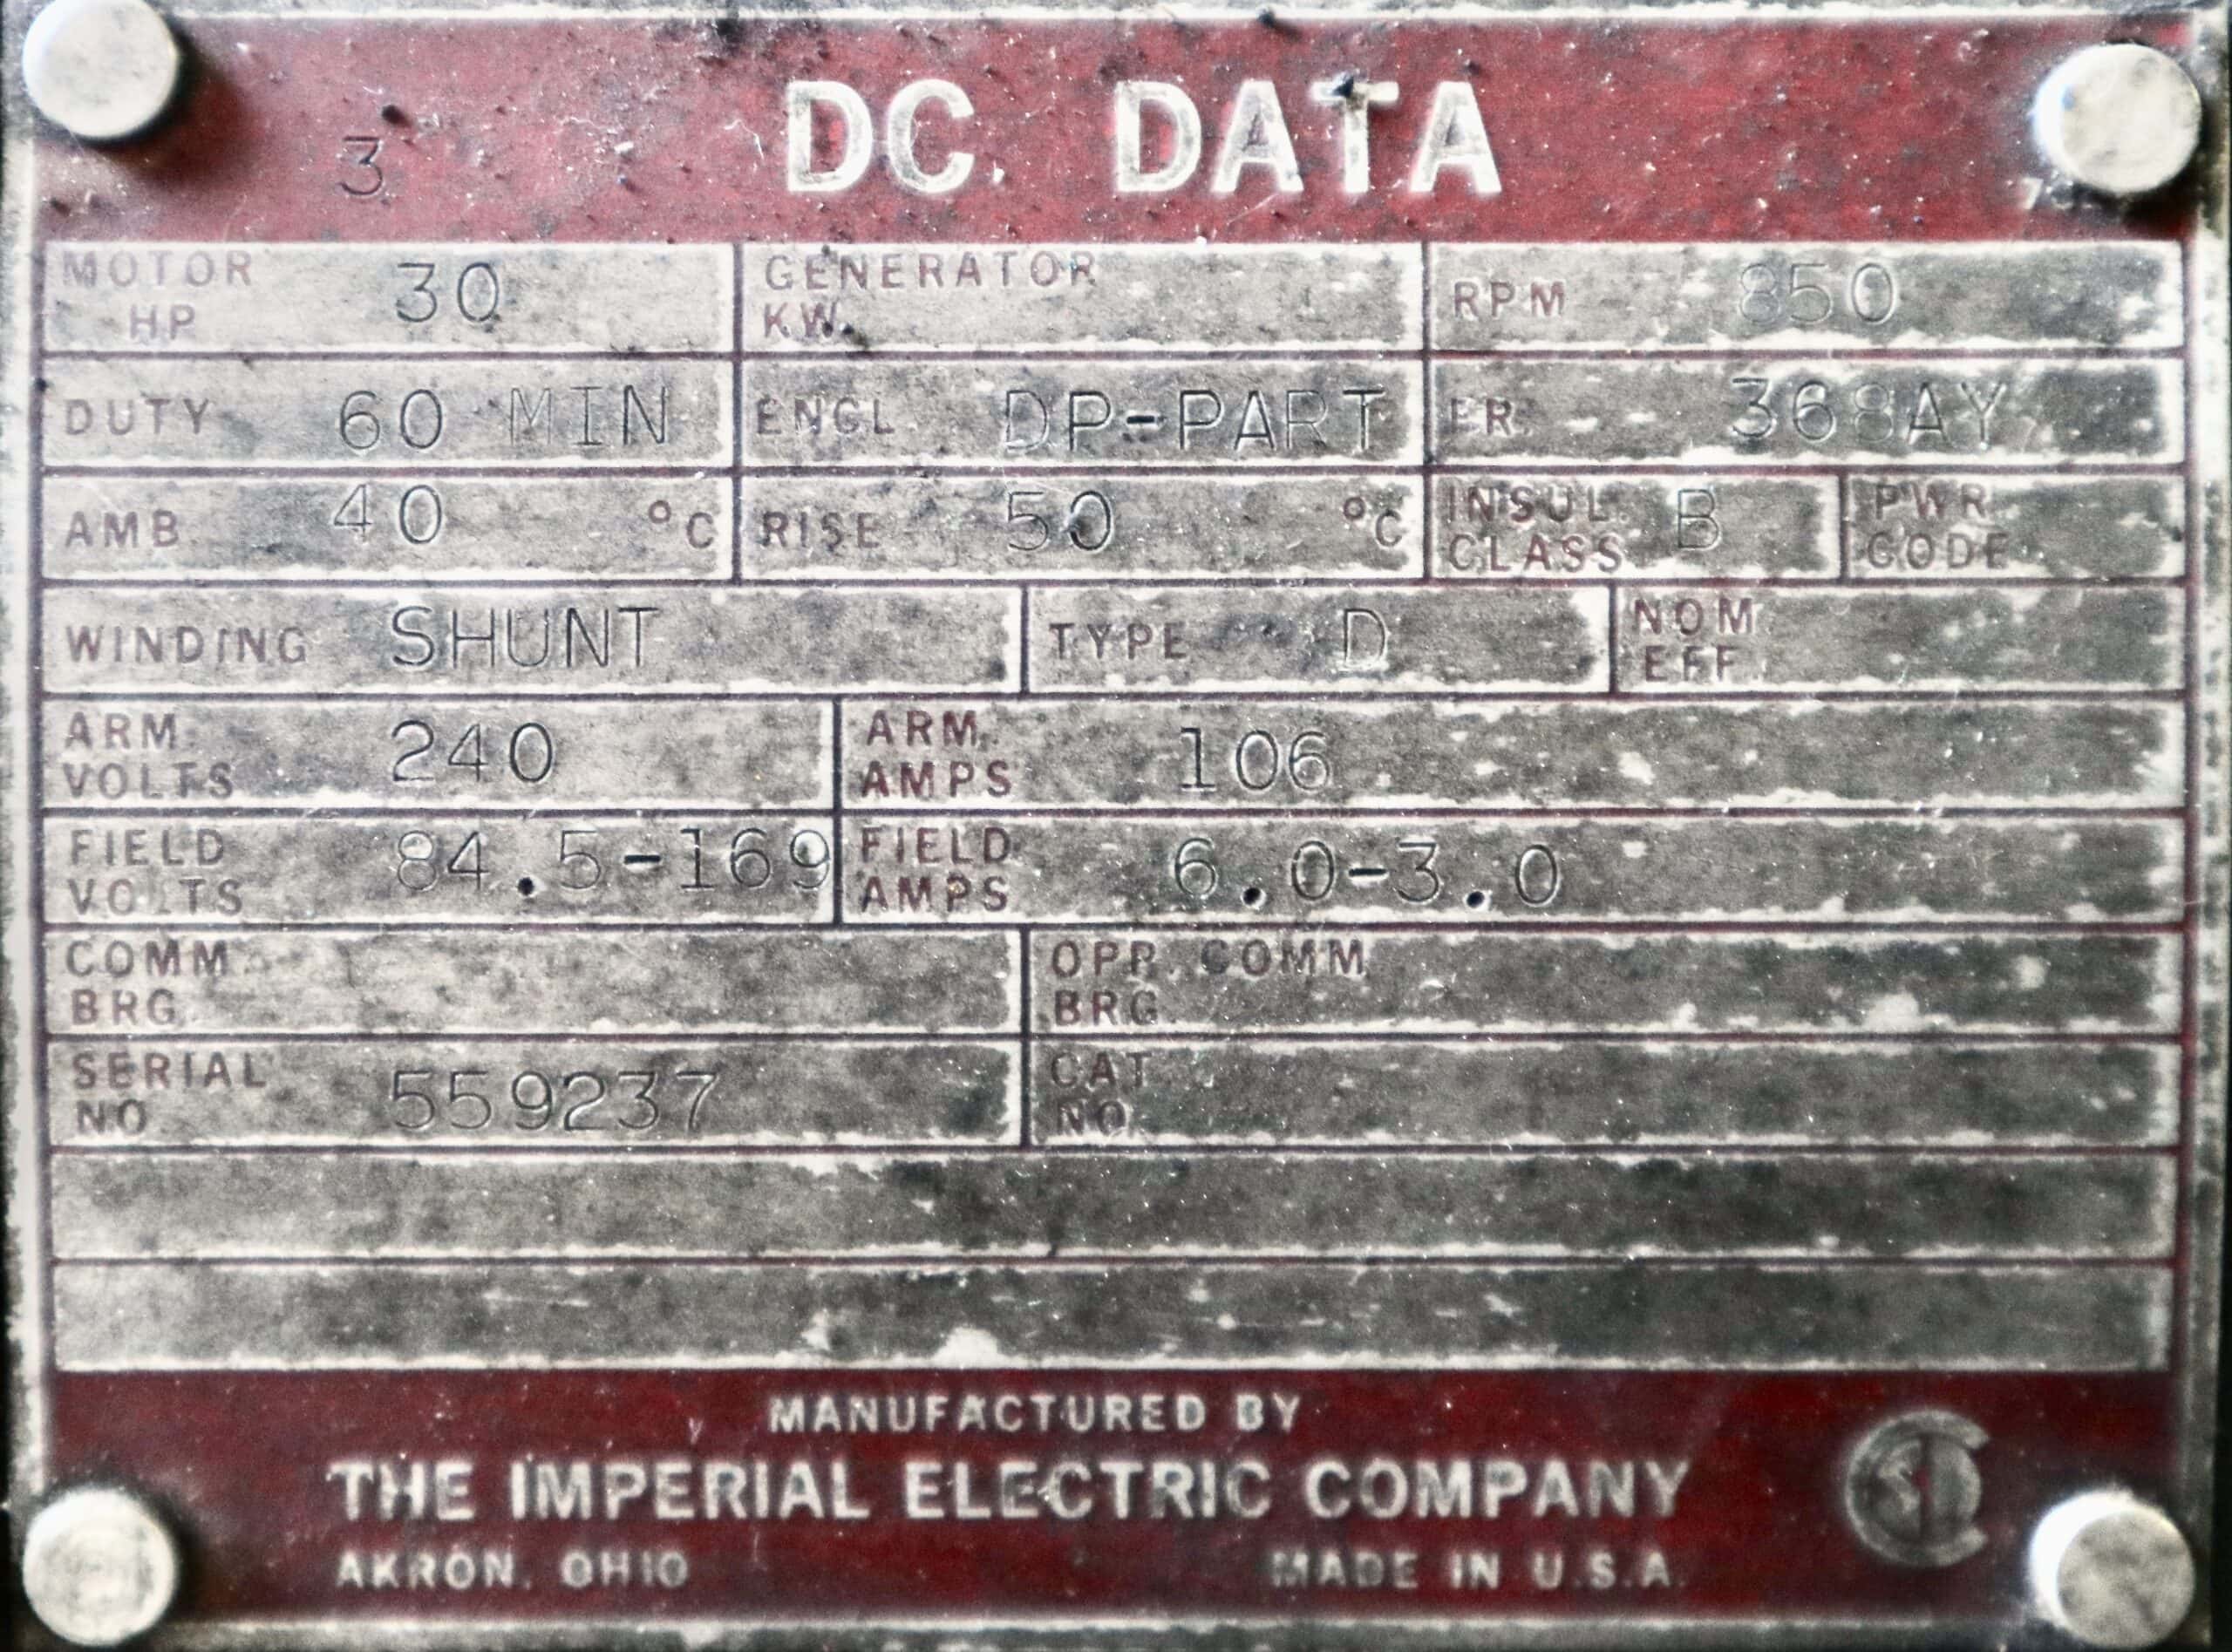 DC. DATA
3
MOTOR HP 30 GENERATOR KW. RPM 850
DUTY 60 MIN ENCL. DP-PART FR. 368AY
AMB. 40 °C RISE 50 °C INSUL. CLASS B PWR. CODE
WINDING SHUNT TYPE D NOM. EFF.
ARM. VOLTS 240 ARM. AMPS 106
FIELD VOLTS 84.5-169 FIELD AMPS 6.0-3.0
COMM. BRG. OPP. COMM. BRG.
SERIAL NO. 559237 CAT. NO.
MANUFACTURED BY
THE IMPERIAL ELECTRIC COMPANY
AKRON, OHIO MADE IN U.S.A.